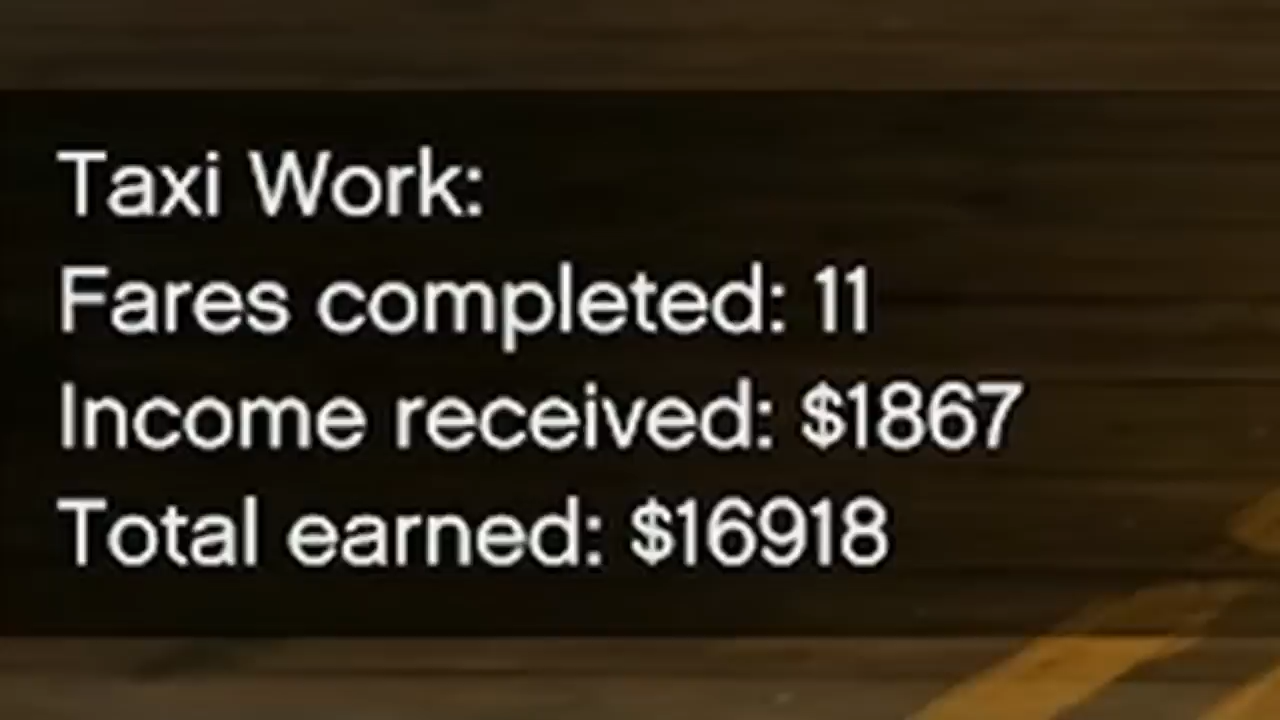 Taxi Work:
Fares completed: 11
Income received: $1867
Total earned: $16918